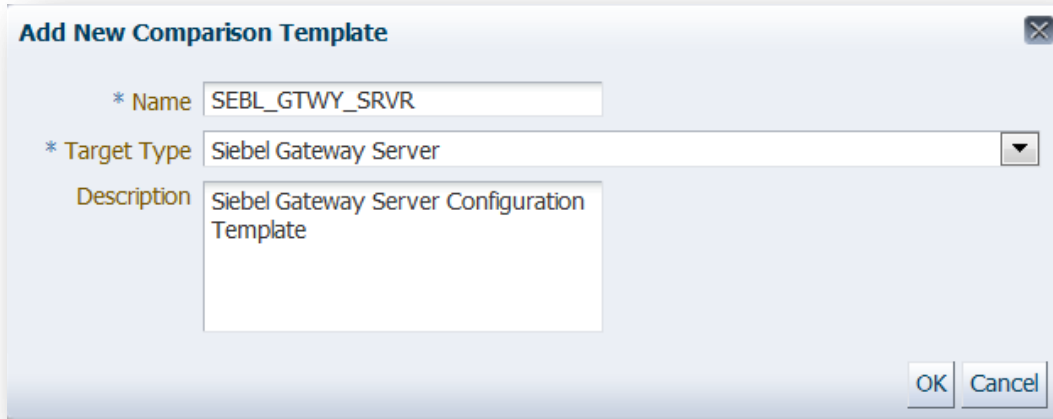 Add New Comparison Template
* Name SEBL_GTWY_SRVR
* Target Type Siebel Gateway Server
Description Siebel Gateway Server Configuration
Template
OK Cancel